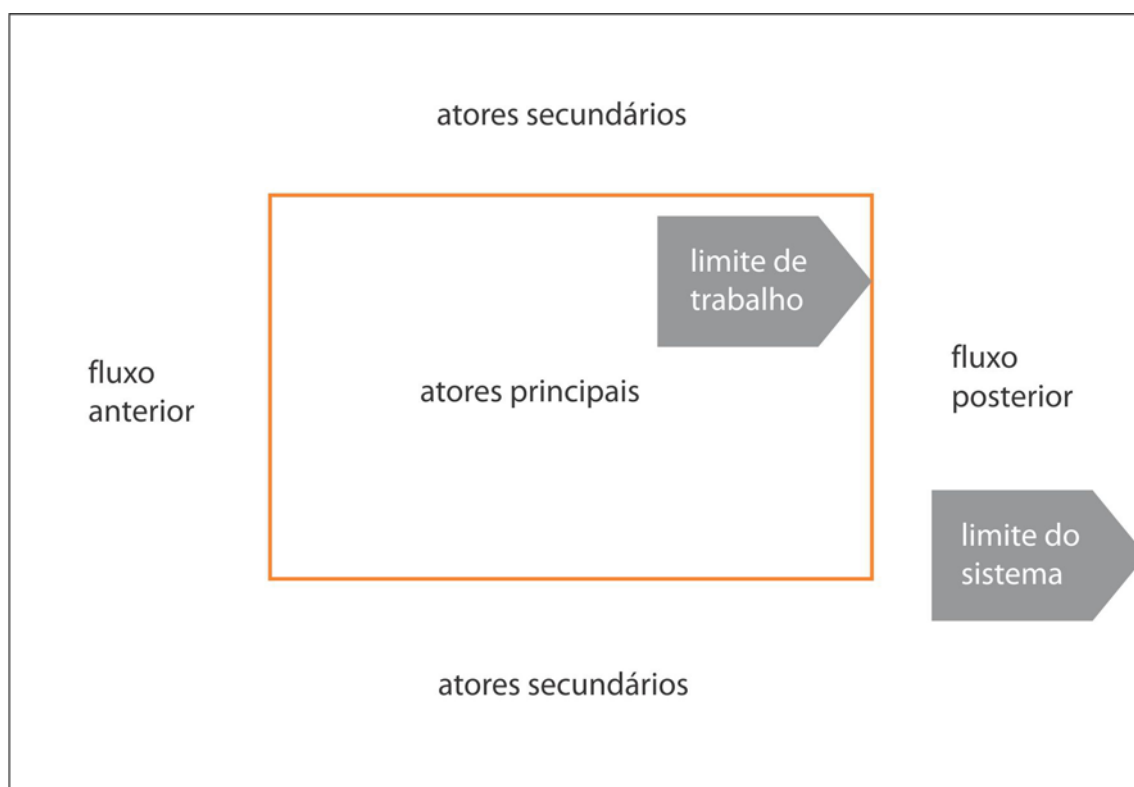 atores secundários
limite de
trabalho
fluxo
anterior
atores principais
fluxo
posterior
limite do
sistema
atores secundários